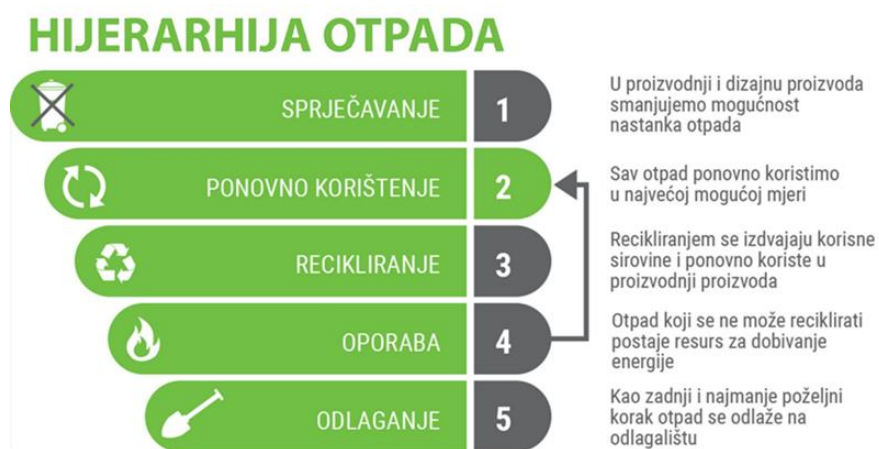 HIJERARHIJA OTPADA
SPRJEČAVANJE 1
U proizvodnji i dizajnu proizvoda
smanjujemo mogućnost
nastanka otpada
PONOVNO KORIŠTENJE 2
Sav otpad ponovno koristimo
u najvećoj mogućoj mjeri
RECIKLIRANJE 3
Recikliranjem se izdvajaju korisne
sirovine i ponovno koriste u
proizvodnji proizvoda
OPORABA 4
Otpad koji se ne može reciklirati
postaje resurs za dobivanje
energije
ODLAGANJE 5
Kao zadnji i najmanje poželjni
korak otpad se odlaže na
odlagalištu